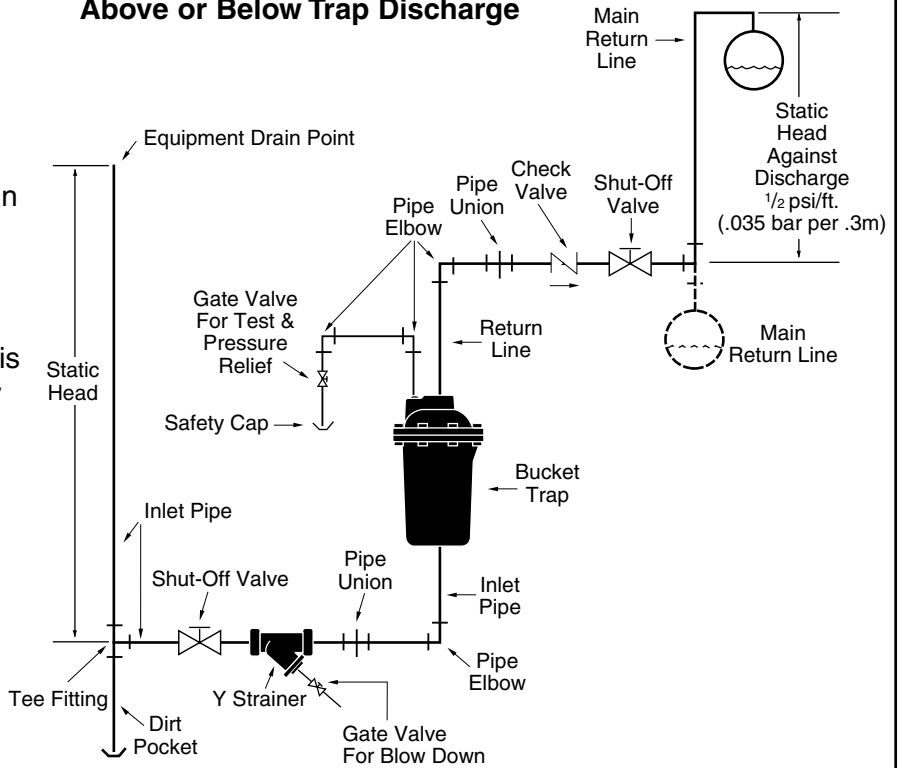 Above or Below Trap Discharge
Main
Return
Line
Equipment Drain Point
Static
Head
Against
Discharge
1/2 psi/ft.
(.035 bar per .3m)
n
Check
Valve
Pipe
Union
Shut-Off
Valve
Pipe
Elbow
Gate Valve
For Test &
Pressure
Relief
Return
Line
Main
Return Line
is
Static
Head
Safety Cap
Bucket
Trap
Inlet Pipe
Shut-Off Valve
Pipe
Union
Inlet
Pipe
Pipe
Elbow
Tee Fitting
Y Strainer
Dirt
Pocket
Gate Valve
For Blow Down